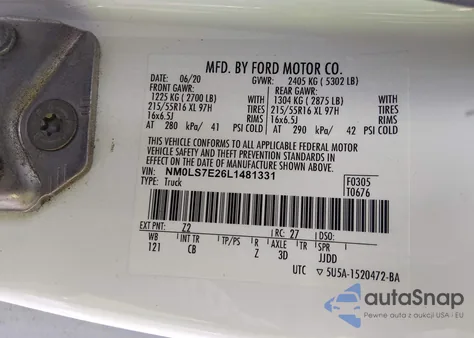 MFD. BY FORD MOTOR CO.
DATE: 06/20 GVWR: 2405 KG ( 5302 LB)
FRONT GAWR: REAR GAWR:
1225 KG ( 2700 LB) WITH 1304 KG ( 2875 LB) WITH
215/55R16 XL 97H TIRES 215/55R16 XL 97H TIRES
16x6.5J RIMS 16x6.5J RIMS
AT 280 kPa/ 41 PSI COLD AT 290 kPa/ 42 PSI COLD
THIS VEHICLE CONFORMS TO ALL APPLICABLE FEDERAL MOTOR
VEHICLE SAFETY AND THEFT PREVENTION STANDARDS IN EFFECT
ON THE DATE OF MANUFACTURE SHOWN ABOVE.
VIN: NM0LS7E26L1481331
TYPE: Truck
F0305
T0676
EXT PNT: Z2 RC: 27 DSO:
WB INT TR TP/PS R AXLE TR SPR
121 CB Z 3D JJDD
UTC 5U5A-1520472-BA
autoSnap
Pewne auta z aukcji USA i EU